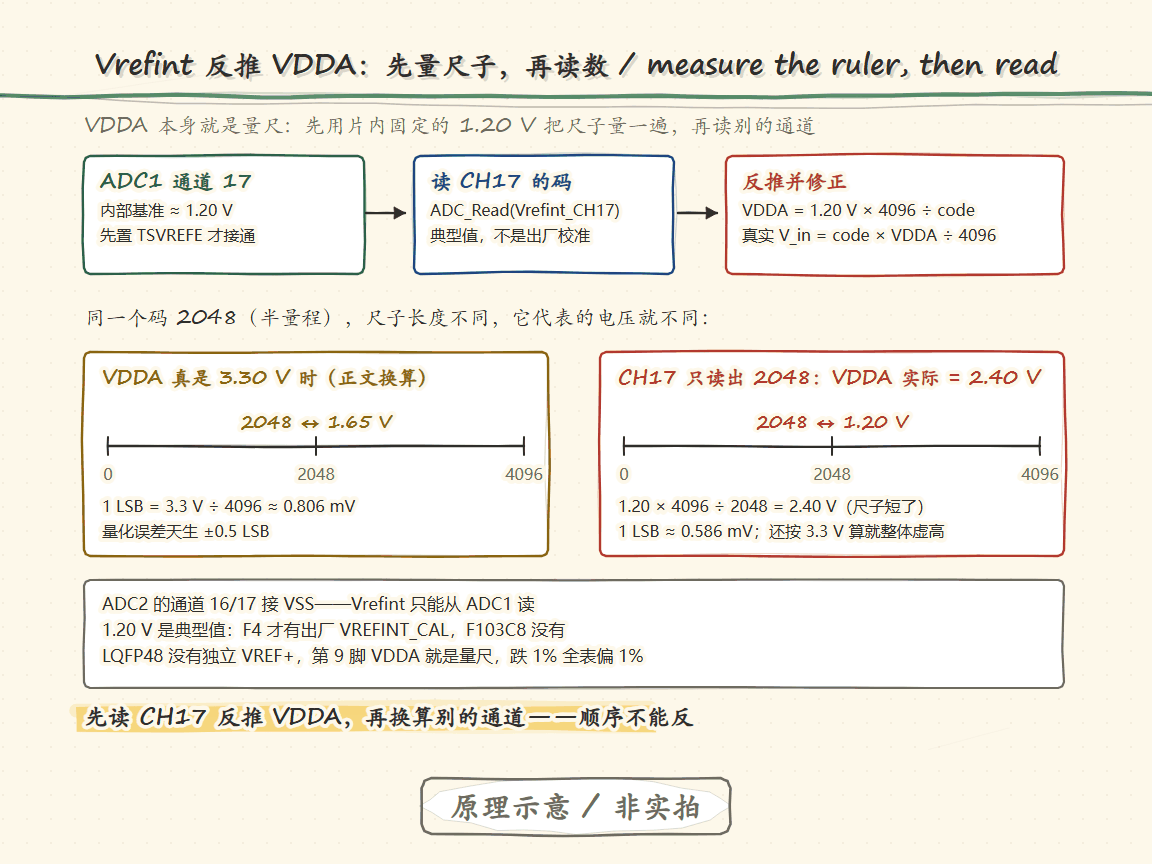 Vrefint 反推 VDDA：先量尺子，再读数 / measure the ruler, then read
VDDA 本身就是量尺：先用片内固定的 1.20 V 把尺子量一遍，再读别的通道
ADC1 通道 17
内部基准 ≈ 1.20 V
先置 TSVREFE 才接通
读 CH17 的码
ADC_Read(Vrefint_CH17)
典型值，不是出厂校准
反推并修正
VDDA = 1.20 V × 4096 ÷ code
真实 V_in = code × VDDA ÷ 4096
同一个码 2048（半量程），尺子长度不同，它代表的电压就不同：
VDDA 真是 3.30 V 时（正文换算）
2048 ↔ 1.65 V
0 2048 4096
1 LSB = 3.3 V ÷ 4096 ≈ 0.806 mV
量化误差天生 ±0.5 LSB
CH17 只读出 2048：VDDA 实际 = 2.40 V
2048 ↔ 1.20 V
0 2048 4096
1.20 × 4096 ÷ 2048 = 2.40 V（尺子短了）
1 LSB ≈ 0.586 mV；还按 3.3 V 算就整体虚高
ADC2 的通道 16/17 接 VSS——Vrefint 只能从 ADC1 读
1.20 V 是典型值：F4 才有出厂 VREFINT_CAL，F103C8 没有
LQFP48 没有独立 VREF+，第 9 脚 VDDA 就是量尺，跌 1% 全表偏 1%
先读 CH17 反推 VDDA，再换算别的通道——顺序不能反
原理示意 / 非实拍